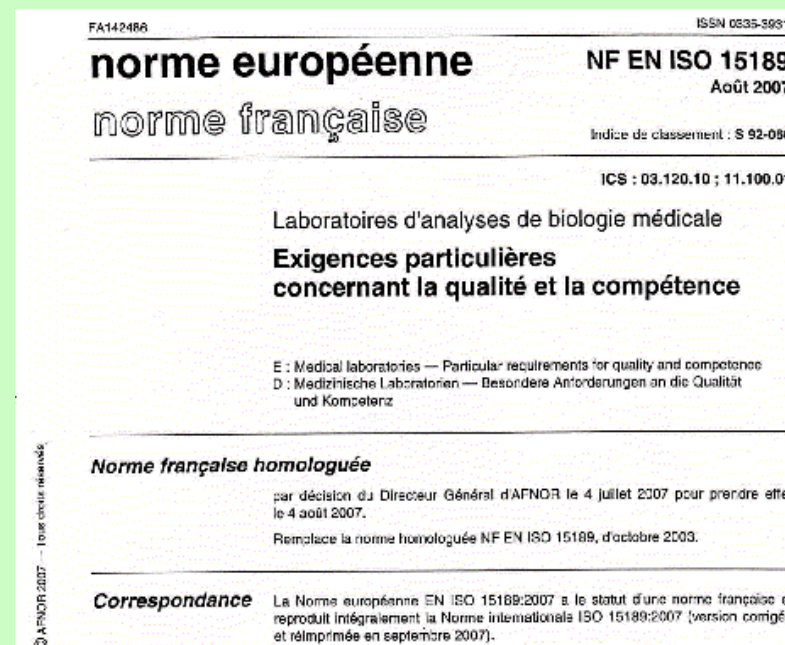 FA142486
ISSN 0335-393
norme européenne
NF EN ISO 15189
Août 2007
norme française
Indice de classement : S 92-06
ICS : 03.120.10 ; 11.100.0
Laboratoires d'analyses de biologie médicale
Exigences particulières
concernant la qualité et la compétence
E : Medical laboratories — Particular requirements for quality and competence
D : Medizinische Laboratorien — Besondere Anforderungen an die Qualität
und Kompetenz
Norme française homologuée
par décision du Directeur Général d'AFNOR le 4 juillet 2007 pour prendre effe
le 4 août 2007.
Remplace la norme homologuée NF EN ISO 15189, d'octobre 2003.
Correspondance
La Norme européenne EN ISO 15189:2007 a le statut d'une norme française e
reproduit intégralement la Norme internationale ISO 15189:2007 (version corrigé
et réimprimée en septembre 2007).
© AFNOR 2007 — Tous droits réservés